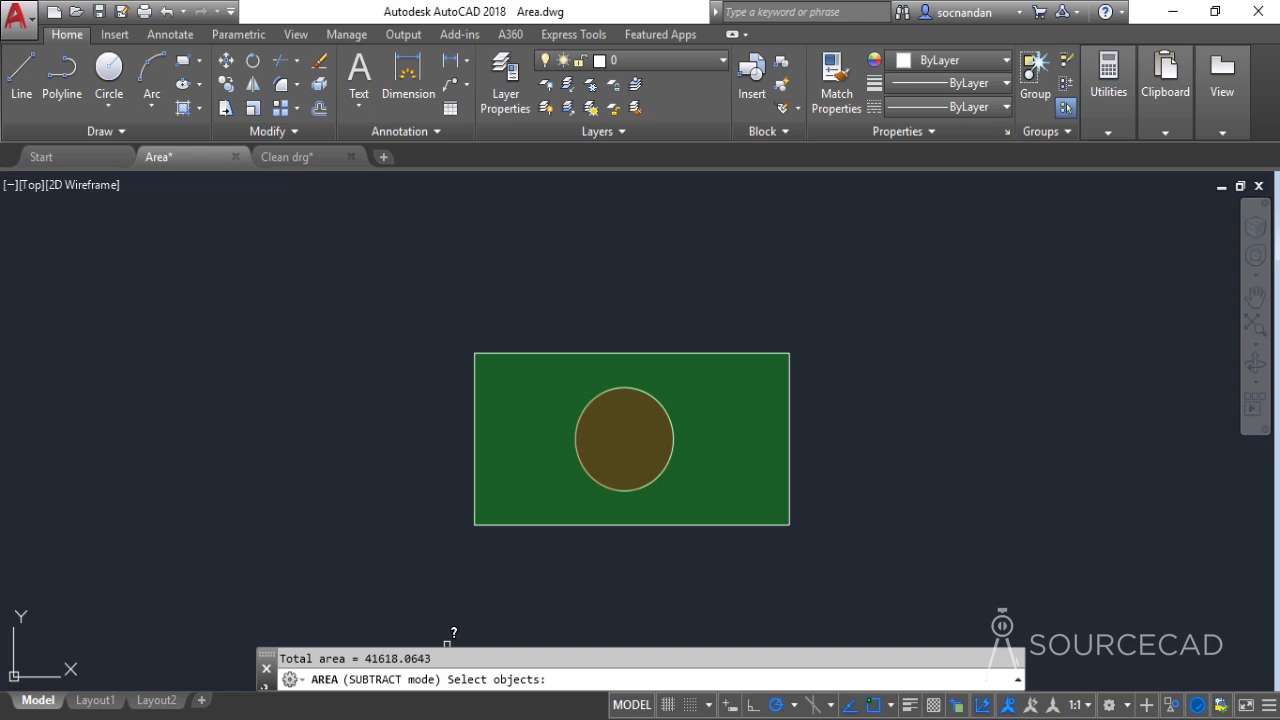 Autodesk AutoCAD 2018 Area.dwg
Type a keyword or phrase
socnandan
Home Insert Annotate Parametric View Manage Output Add-ins A360 Express Tools Featured Apps
Line Polyline Circle Arc
Draw
Modify
Text Dimension
Annotation
Layer Properties
0
Layers
Insert
Block
Match Properties
ByLayer
ByLayer
ByLayer
Properties
Group
Groups
Utilities
Clipboard
View
Start Area* Clean drg*
[−][Top][2D Wireframe]
Y
X
?
SOURCECAD
Total area = 41618.0643
AREA (SUBTRACT mode) Select objects:
Model Layout1 Layout2
MODEL
1:1